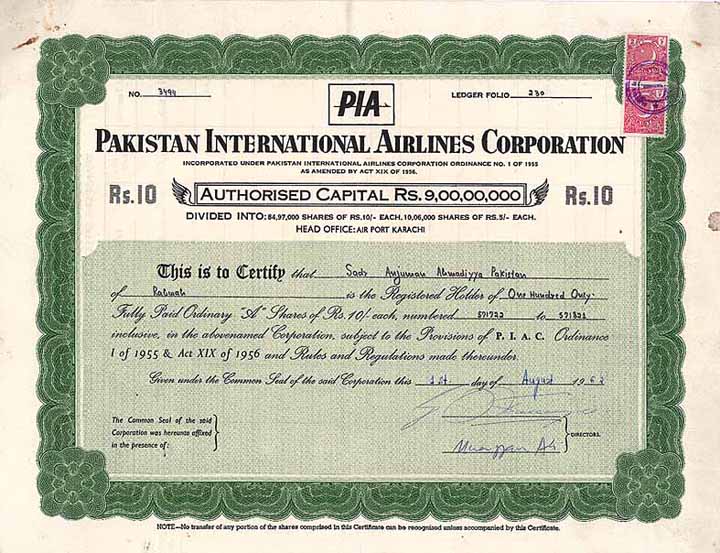 NO. 3494 LEDGER FOLIO 230
PIA
PAKISTAN INTERNATIONAL AIRLINES CORPORATION
INCORPORATED UNDER PAKISTAN INTERNATIONAL AIRLINES CORPORATION ORDINANCE NO. 1 OF 1955
AS AMENDED BY ACT XIX OF 1956.
Rs.10 AUTHORISED CAPITAL RS. 9,00,00,000 Rs.10
DIVIDED INTO: 84,97,000 SHARES OF RS.10/- EACH. 10,06,000 SHARES OF RS.5/- EACH.
HEAD OFFICE: AIR PORT KARACHI
This is to Certify that Sadr Anjuman Ahmadiyya Pakistan
of Rabwah is the Registered Holder of One Hundred Only
Fully Paid Ordinary "A" Shares of Rs. 10/- each, numbered 571722 to 571821
inclusive, in the abovenamed Corporation, subject to the Provisions of P. I. A. C. Ordinance
I of 1955 & Act XIX of 1956 and Rules and Regulations made thereunder.
Given under the Common Seal of the said Corporation this 1st. day of August 196
The Common Seal of the said
Corporation was hereunto affixed
in the presence of:
DIRECTORS.
NOTE—No transfer of any portion of the shares comprised in this Certificate can be recognised unless accompanied by this Certificate.